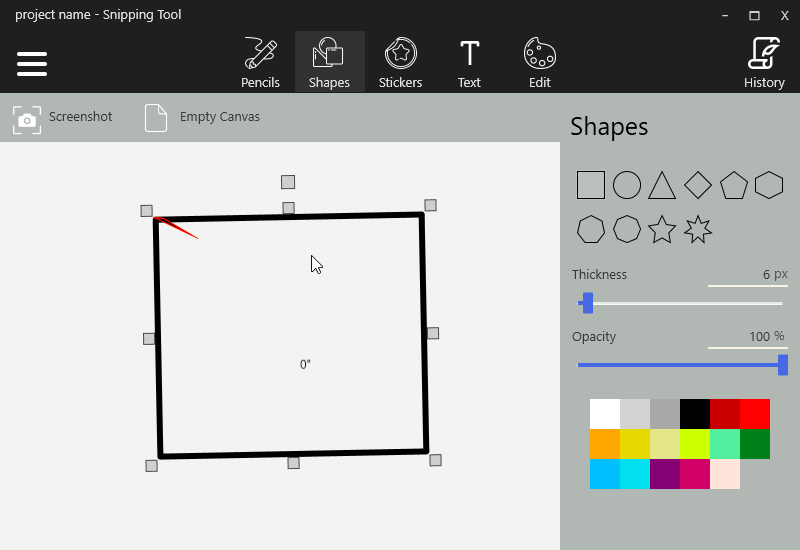 project name - Snipping Tool
Pencils
Shapes
Stickers
Text
Edit
History
Screenshot
Empty Canvas
Shapes
Thickness 6 px
Opacity 100 %
0°